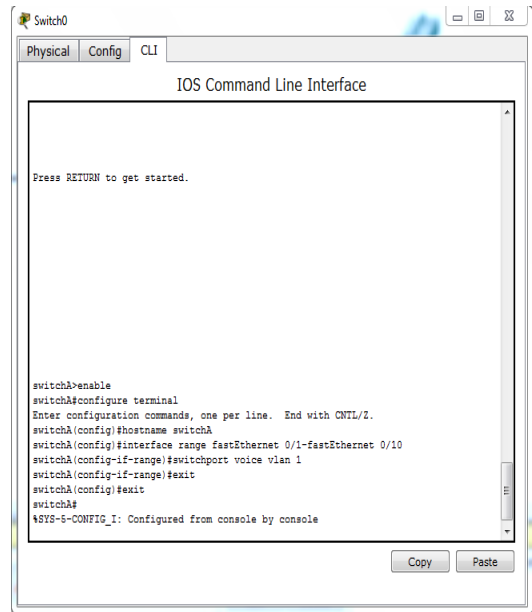 Switch0
Physical Config CLI
IOS Command Line Interface
Press RETURN to get started.
switchA>enable
switchA#configure terminal
Enter configuration commands, one per line.  End with CNTL/Z.
switchA(config)#hostname switchA
switchA(config)#interface range fastEthernet 0/1-fastEthernet 0/10
switchA(config-if-range)#switchport voice vlan 1
switchA(config-if-range)#exit
switchA(config)#exit
switchA#
%SYS-5-CONFIG_I: Configured from console by console
Copy Paste